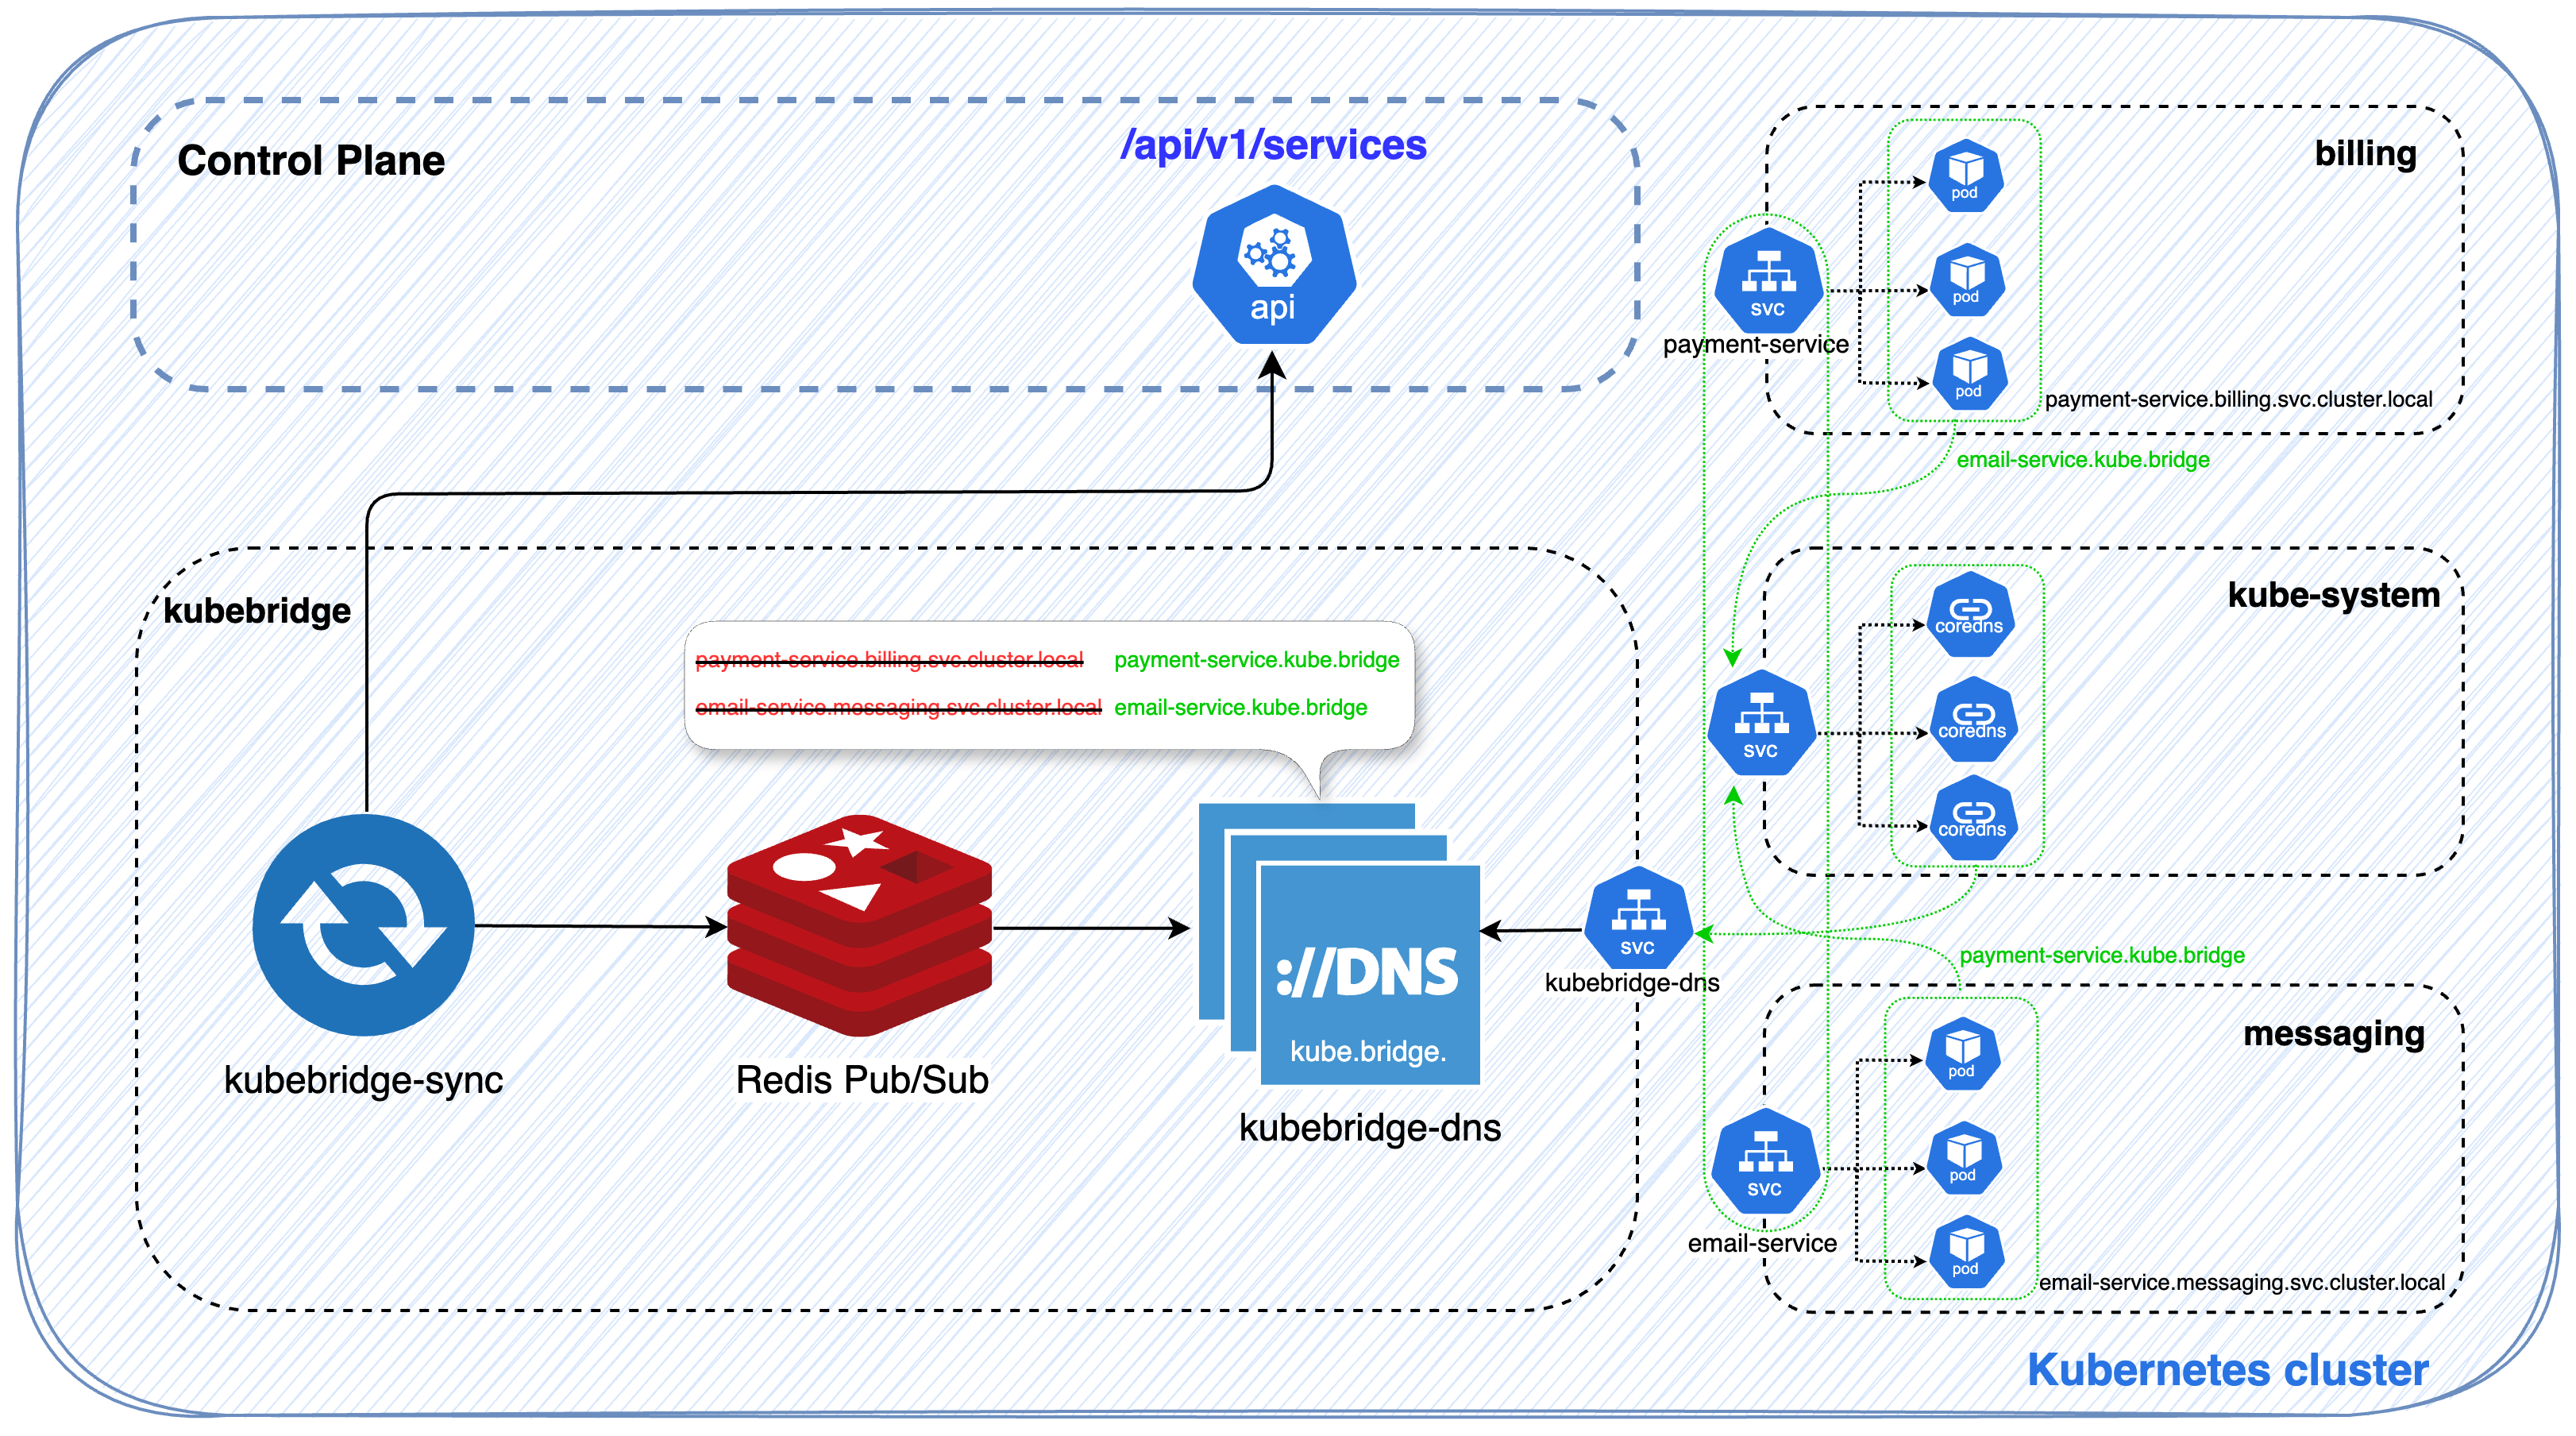 Control Plane
/api/v1/services
api
billing
pod
pod
pod
svc
payment-service
payment-service.billing.svc.cluster.local
email-service.kube.bridge
kubebridge
payment-service.billing.svc.cluster.local payment-service.kube.bridge
email-service.messaging.svc.cluster.local email-service.kube.bridge
kube-system
coredns
coredns
coredns
svc
kubebridge-sync
Redis Pub/Sub
://DNS
kube.bridge.
kubebridge-dns
svc
kubebridge-dns
payment-service.kube.bridge
messaging
pod
pod
pod
svc
email-service
email-service.messaging.svc.cluster.local
Kubernetes cluster